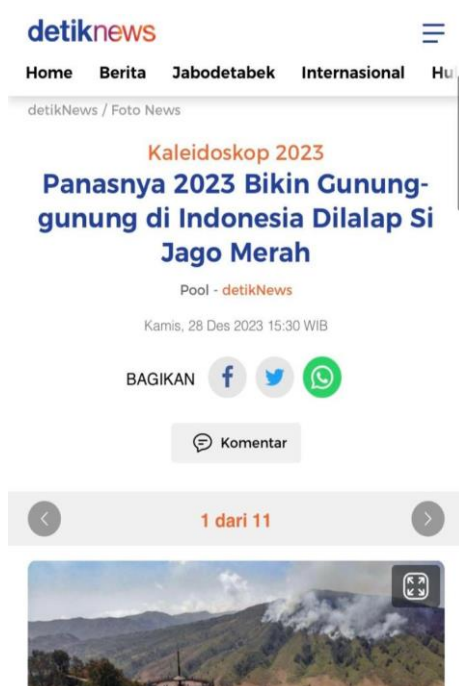 detiknews
Home Berita Jabodetabek Internasional Hu
detikNews / Foto News
Kaleidoskop 2023
Panasnya 2023 Bikin Gunung-
gunung di Indonesia Dilalap Si
Jago Merah
Pool - detikNews
Kamis, 28 Des 2023 15:30 WIB
BAGIKAN
Komentar
1 dari 11